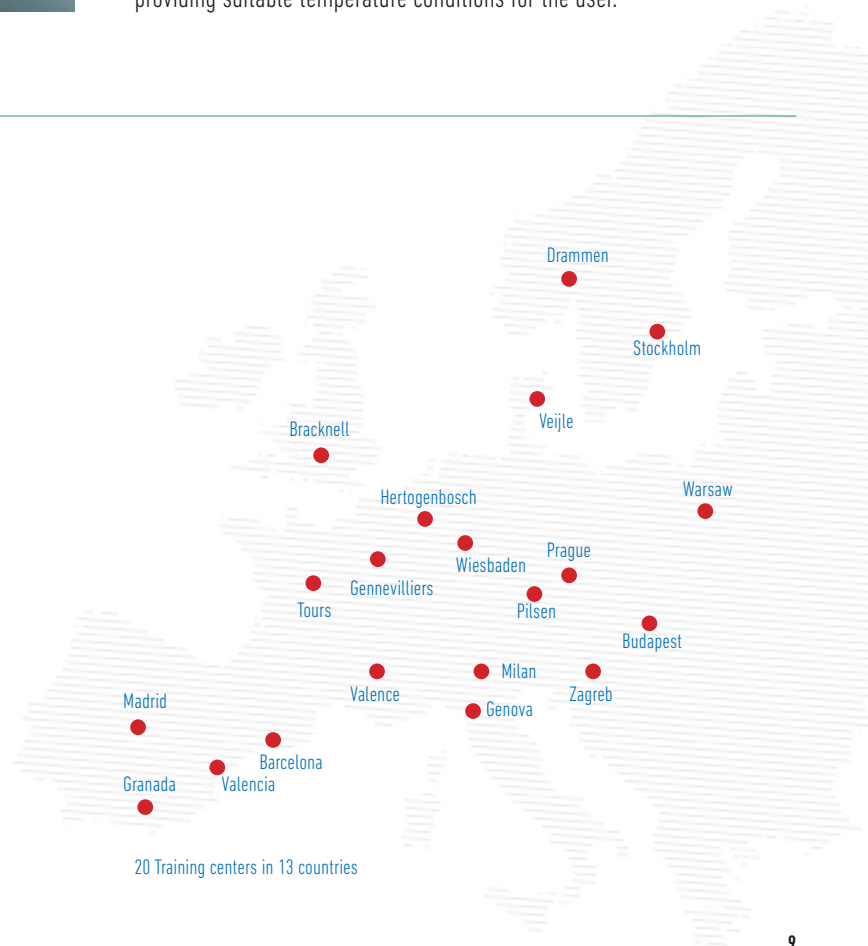 providing suitable temperature conditions for the user.
Drammen
Stockholm
Veijle
Bracknell
Warsaw
Hertogenbosch
Prague
Wiesbaden
Gennevilliers
Tours
Pilsen
Budapest
Milan
Valence
Zagreb
Madrid
Genova
Barcelona
Granada
Valencia
20 Training centers in 13 countries
9